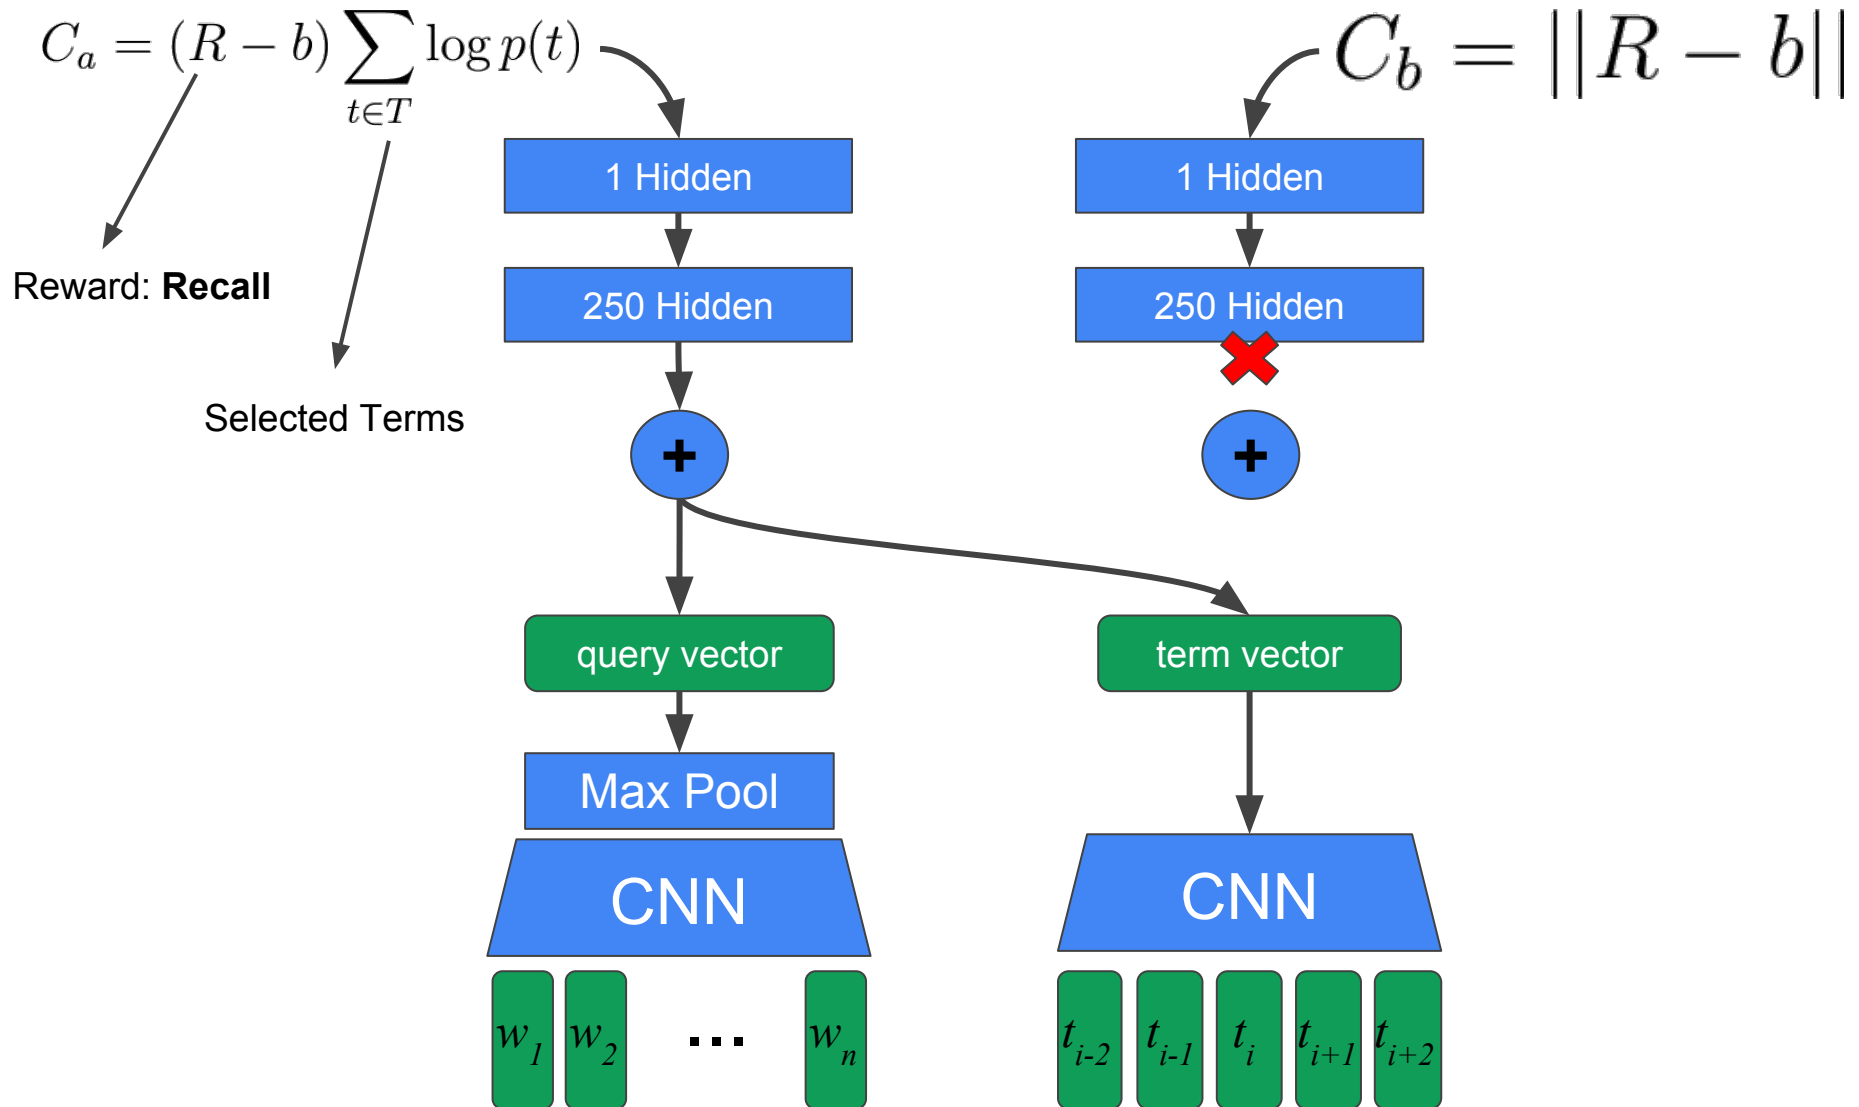 C_a = (R − b) ∑_{t∈T} log p(t)
C_b = ||R − b||
1 Hidden
1 Hidden
Reward: Recall
250 Hidden
250 Hidden
Selected Terms
+
+
query vector
term vector
Max Pool
CNN
CNN
w_1 w_2 ... w_n
t_{i-2} t_{i-1} t_i t_{i+1} t_{i+2}